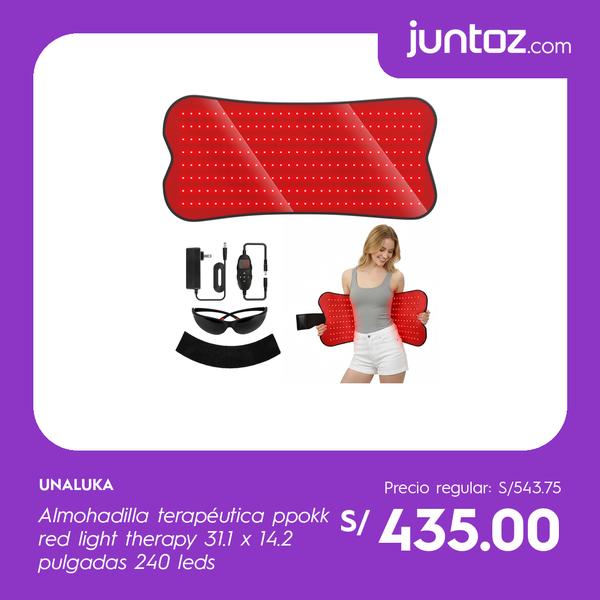 juntoz.com
UNALUKA
Almohadilla terapéutica ppokk
red light therapy 31.1 x 14.2
pulgadas 240 leds
Precio regular: S/543.75
S/ 435.00